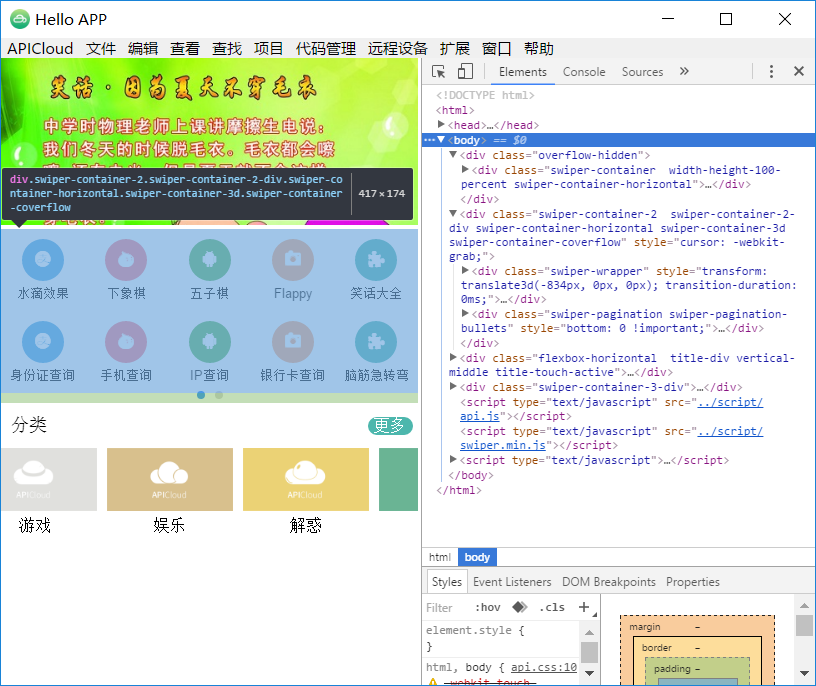 Hello APP
APICloud 文件 编辑 查看 查找 项目 代码管理 远程设备 扩展 窗口 帮助
笑话·因为夏天不穿毛衣
中学时物理老师上课讲摩擦生电说：
我们冬天的时候脱毛衣。毛衣都会嚓
div.swiper-container-2.swiper-container-2-div.swiper-co
ntainer-horizontal.swiper-container-3d.swiper-container
-coverflow
417 × 174
水滴效果 下象棋 五子棋 Flappy 笑话大全
身份证查询 手机查询 IP查询 银行卡查询 脑筋急转弯
分类 更多
APICloud APICloud APICloud
游戏 娱乐 解惑
Elements Console Sources »
<!DOCTYPE html>
<html>
▶<head>…</head>
…▼<body> == $0
▼<div class="overflow-hidden">
▶<div class="swiper-container  width-height-100-
percent swiper-container-horizontal">…</div>
</div>
▼<div class="swiper-container-2  swiper-container-2-
div swiper-container-horizontal swiper-container-3d
swiper-container-coverflow" style="cursor: -webkit-
grab;">
▶<div class="swiper-wrapper" style="transform:
translate3d(-834px, 0px, 0px); transition-duration:
0ms;">…</div>
▶<div class="swiper-pagination swiper-pagination-
bullets" style="bottom: 0 !important;">…</div>
</div>
▶<div class="flexbox-horizontal  title-div vertical-
middle title-touch-active">…</div>
▶<div class="swiper-container-3-div">…</div>
<script type="text/javascript" src="../script/
api.js"></script>
<script type="text/javascript" src="../script/
swiper.min.js"></script>
▶<script type="text/javascript">…</script>
</body>
</html>
html body
Styles Event Listeners DOM Breakpoints Properties
Filter :hov .cls +
element.style {
}
html, body { api.css:10
-webkit-touch-
margin –
border –
padding –